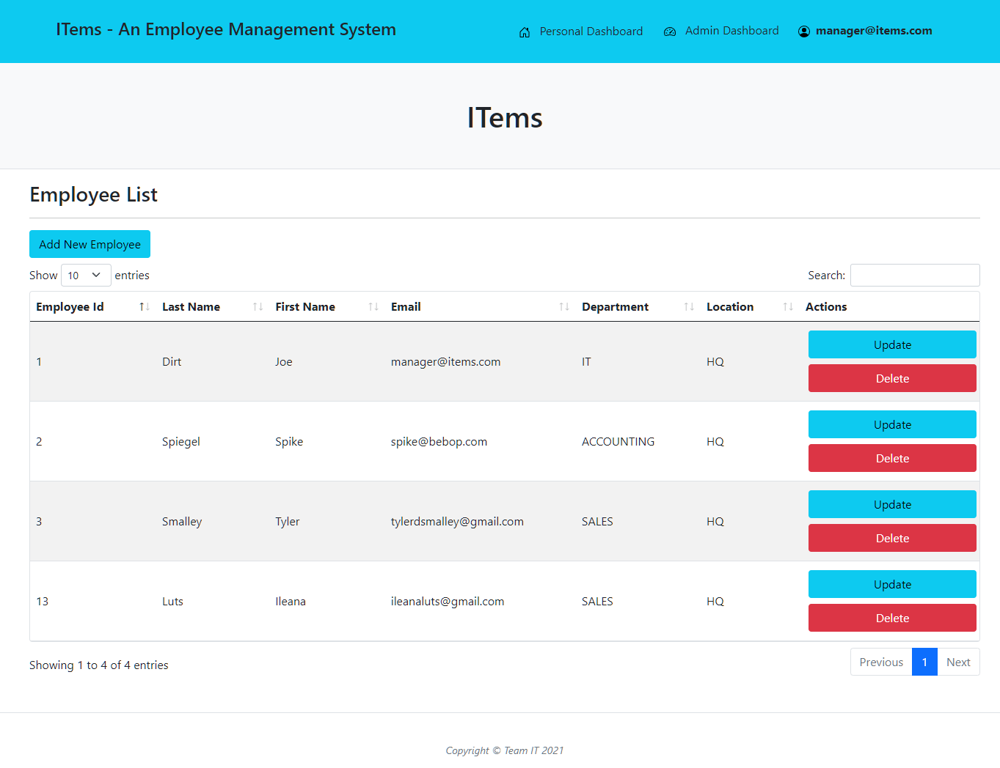 ITems - An Employee Management System Personal Dashboard Admin Dashboard manager@items.com
ITems
Employee List
Add New Employee
Show 10 entries Search:
Employee Id Last Name First Name Email Department Location Actions
1 Dirt Joe manager@items.com IT HQ Update
Delete
2 Spiegel Spike spike@bebop.com ACCOUNTING HQ Update
Delete
3 Smalley Tyler tylerdsmalley@gmail.com SALES HQ Update
Delete
13 Luts Ileana ileanaluts@gmail.com SALES HQ Update
Delete
Showing 1 to 4 of 4 entries Previous 1 Next
Copyright © Team IT 2021